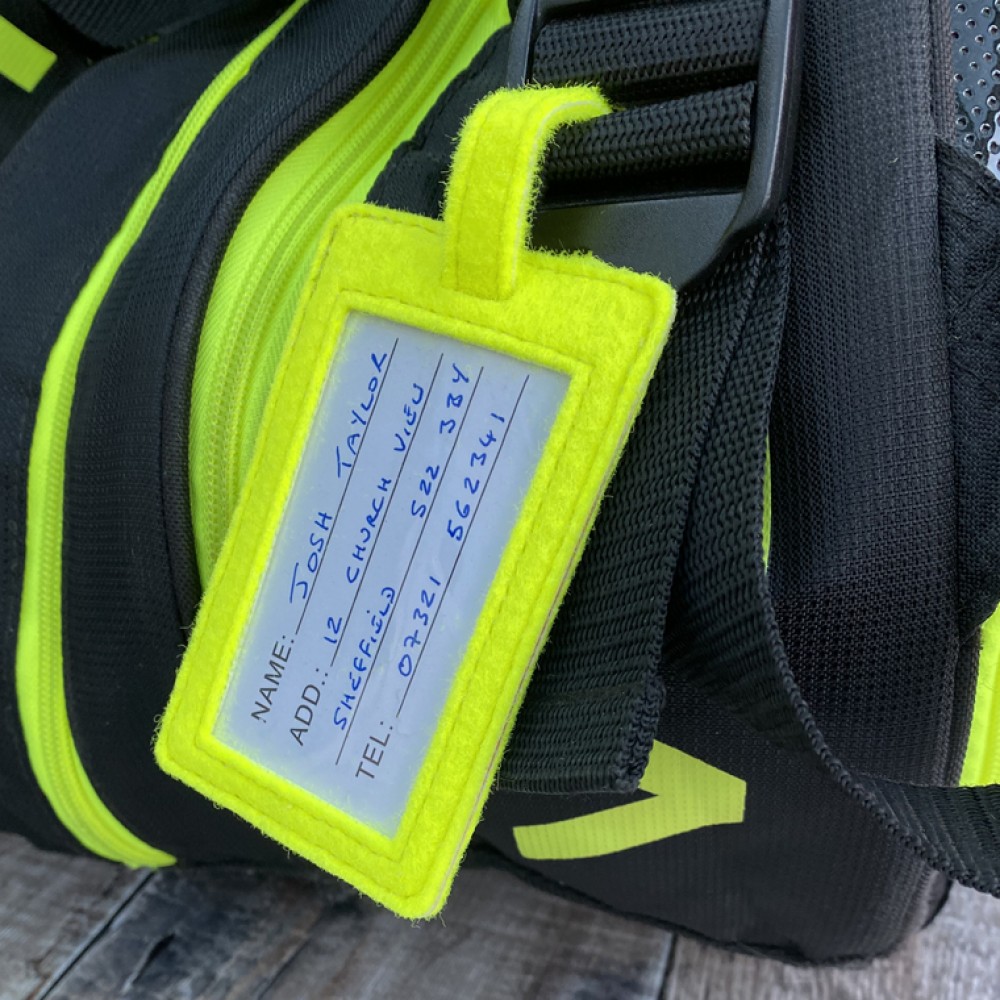 NAME: JOSH TAYLOR
ADD.: 12 CHURCH VIEW
SHEFFIELD S22 3BY
TEL: 07321 562341